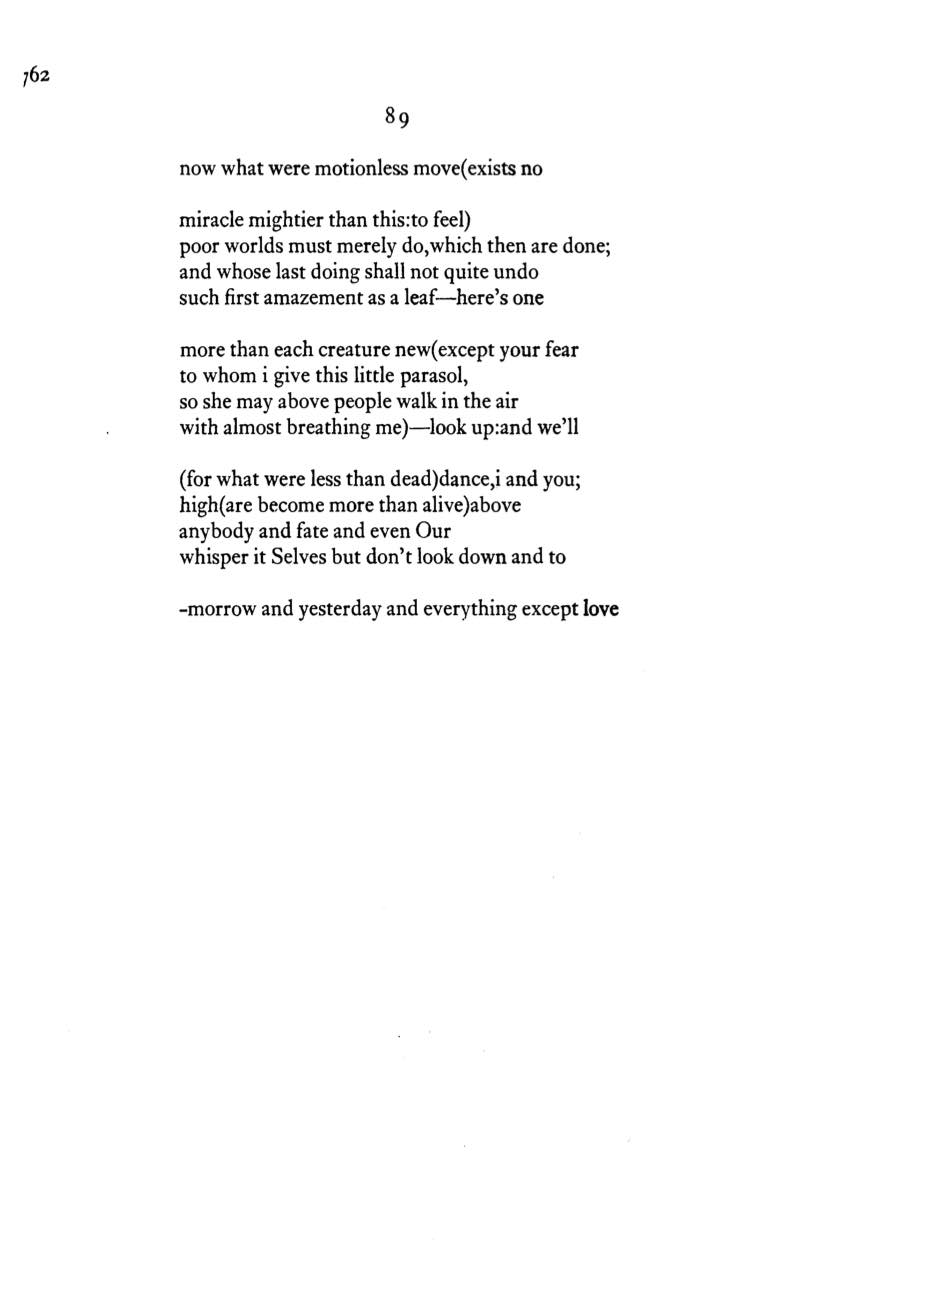 762
89
now what were motionless move(exists no
miracle mightier than this:to feel)
poor worlds must merely do,which then are done;
and whose last doing shall not quite undo
such first amazement as a leaf—here's one
more than each creature new(except your fear
to whom i give this little parasol,
so she may above people walk in the air
with almost breathing me)—look up:and we'll
(for what were less than dead)dance,i and you;
high(are become more than alive)above
anybody and fate and even Our
whisper it Selves but don't look down and to
-morrow and yesterday and everything except love